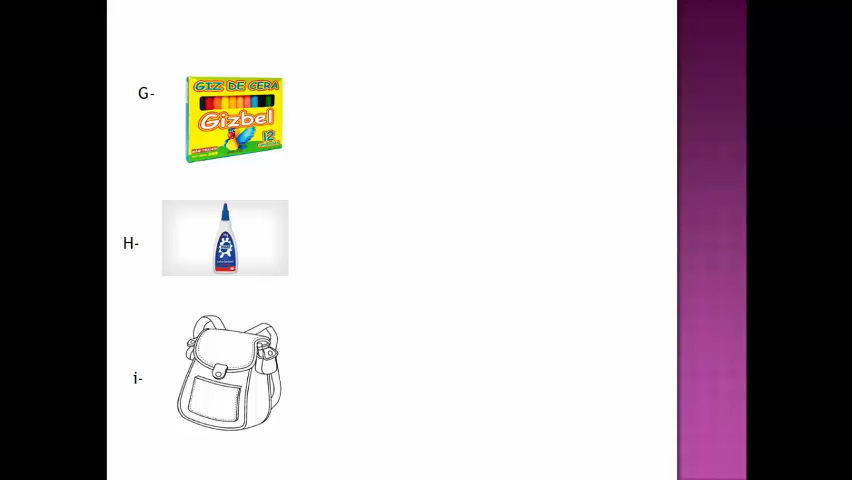 G-
GIZ DE CERA
Gizbel
12
H-
i-